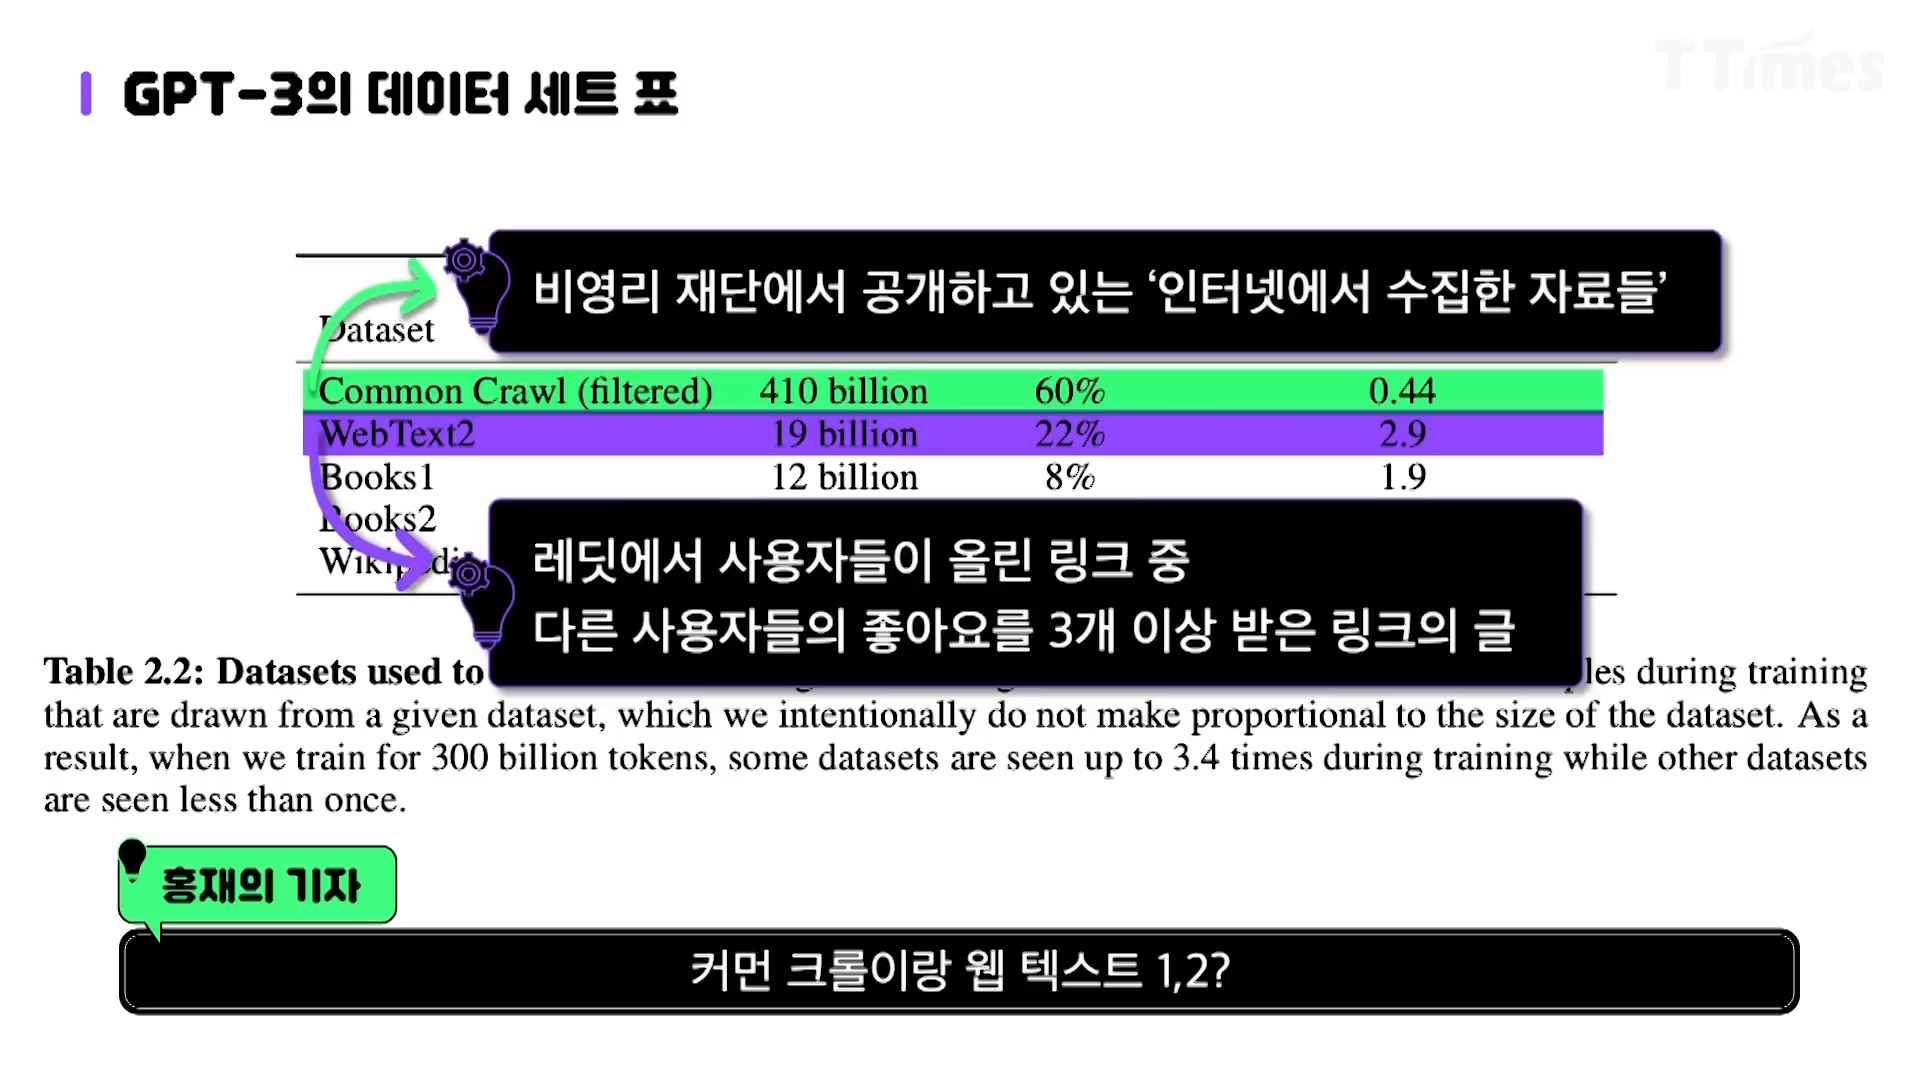 GPT-3의 데이터 세트 표
TTimes
비영리 재단에서 공개하고 있는 ‘인터넷에서 수집한 자료들’
Dataset
Common Crawl (filtered) 410 billion 60% 0.44
WebText2 19 billion 22% 2.9
Books1 12 billion 8% 1.9
Books2
레딧에서 사용자들이 올린 링크 중
다른 사용자들의 좋아요를 3개 이상 받은 링크의 글
Table 2.2: Datasets used to
during training
that are drawn from a given dataset, which we intentionally do not make proportional to the size of the dataset. As a
result, when we train for 300 billion tokens, some datasets are seen up to 3.4 times during training while other datasets
are seen less than once.
홍재의 기자
커먼 크롤이랑 웹 텍스트 1,2?